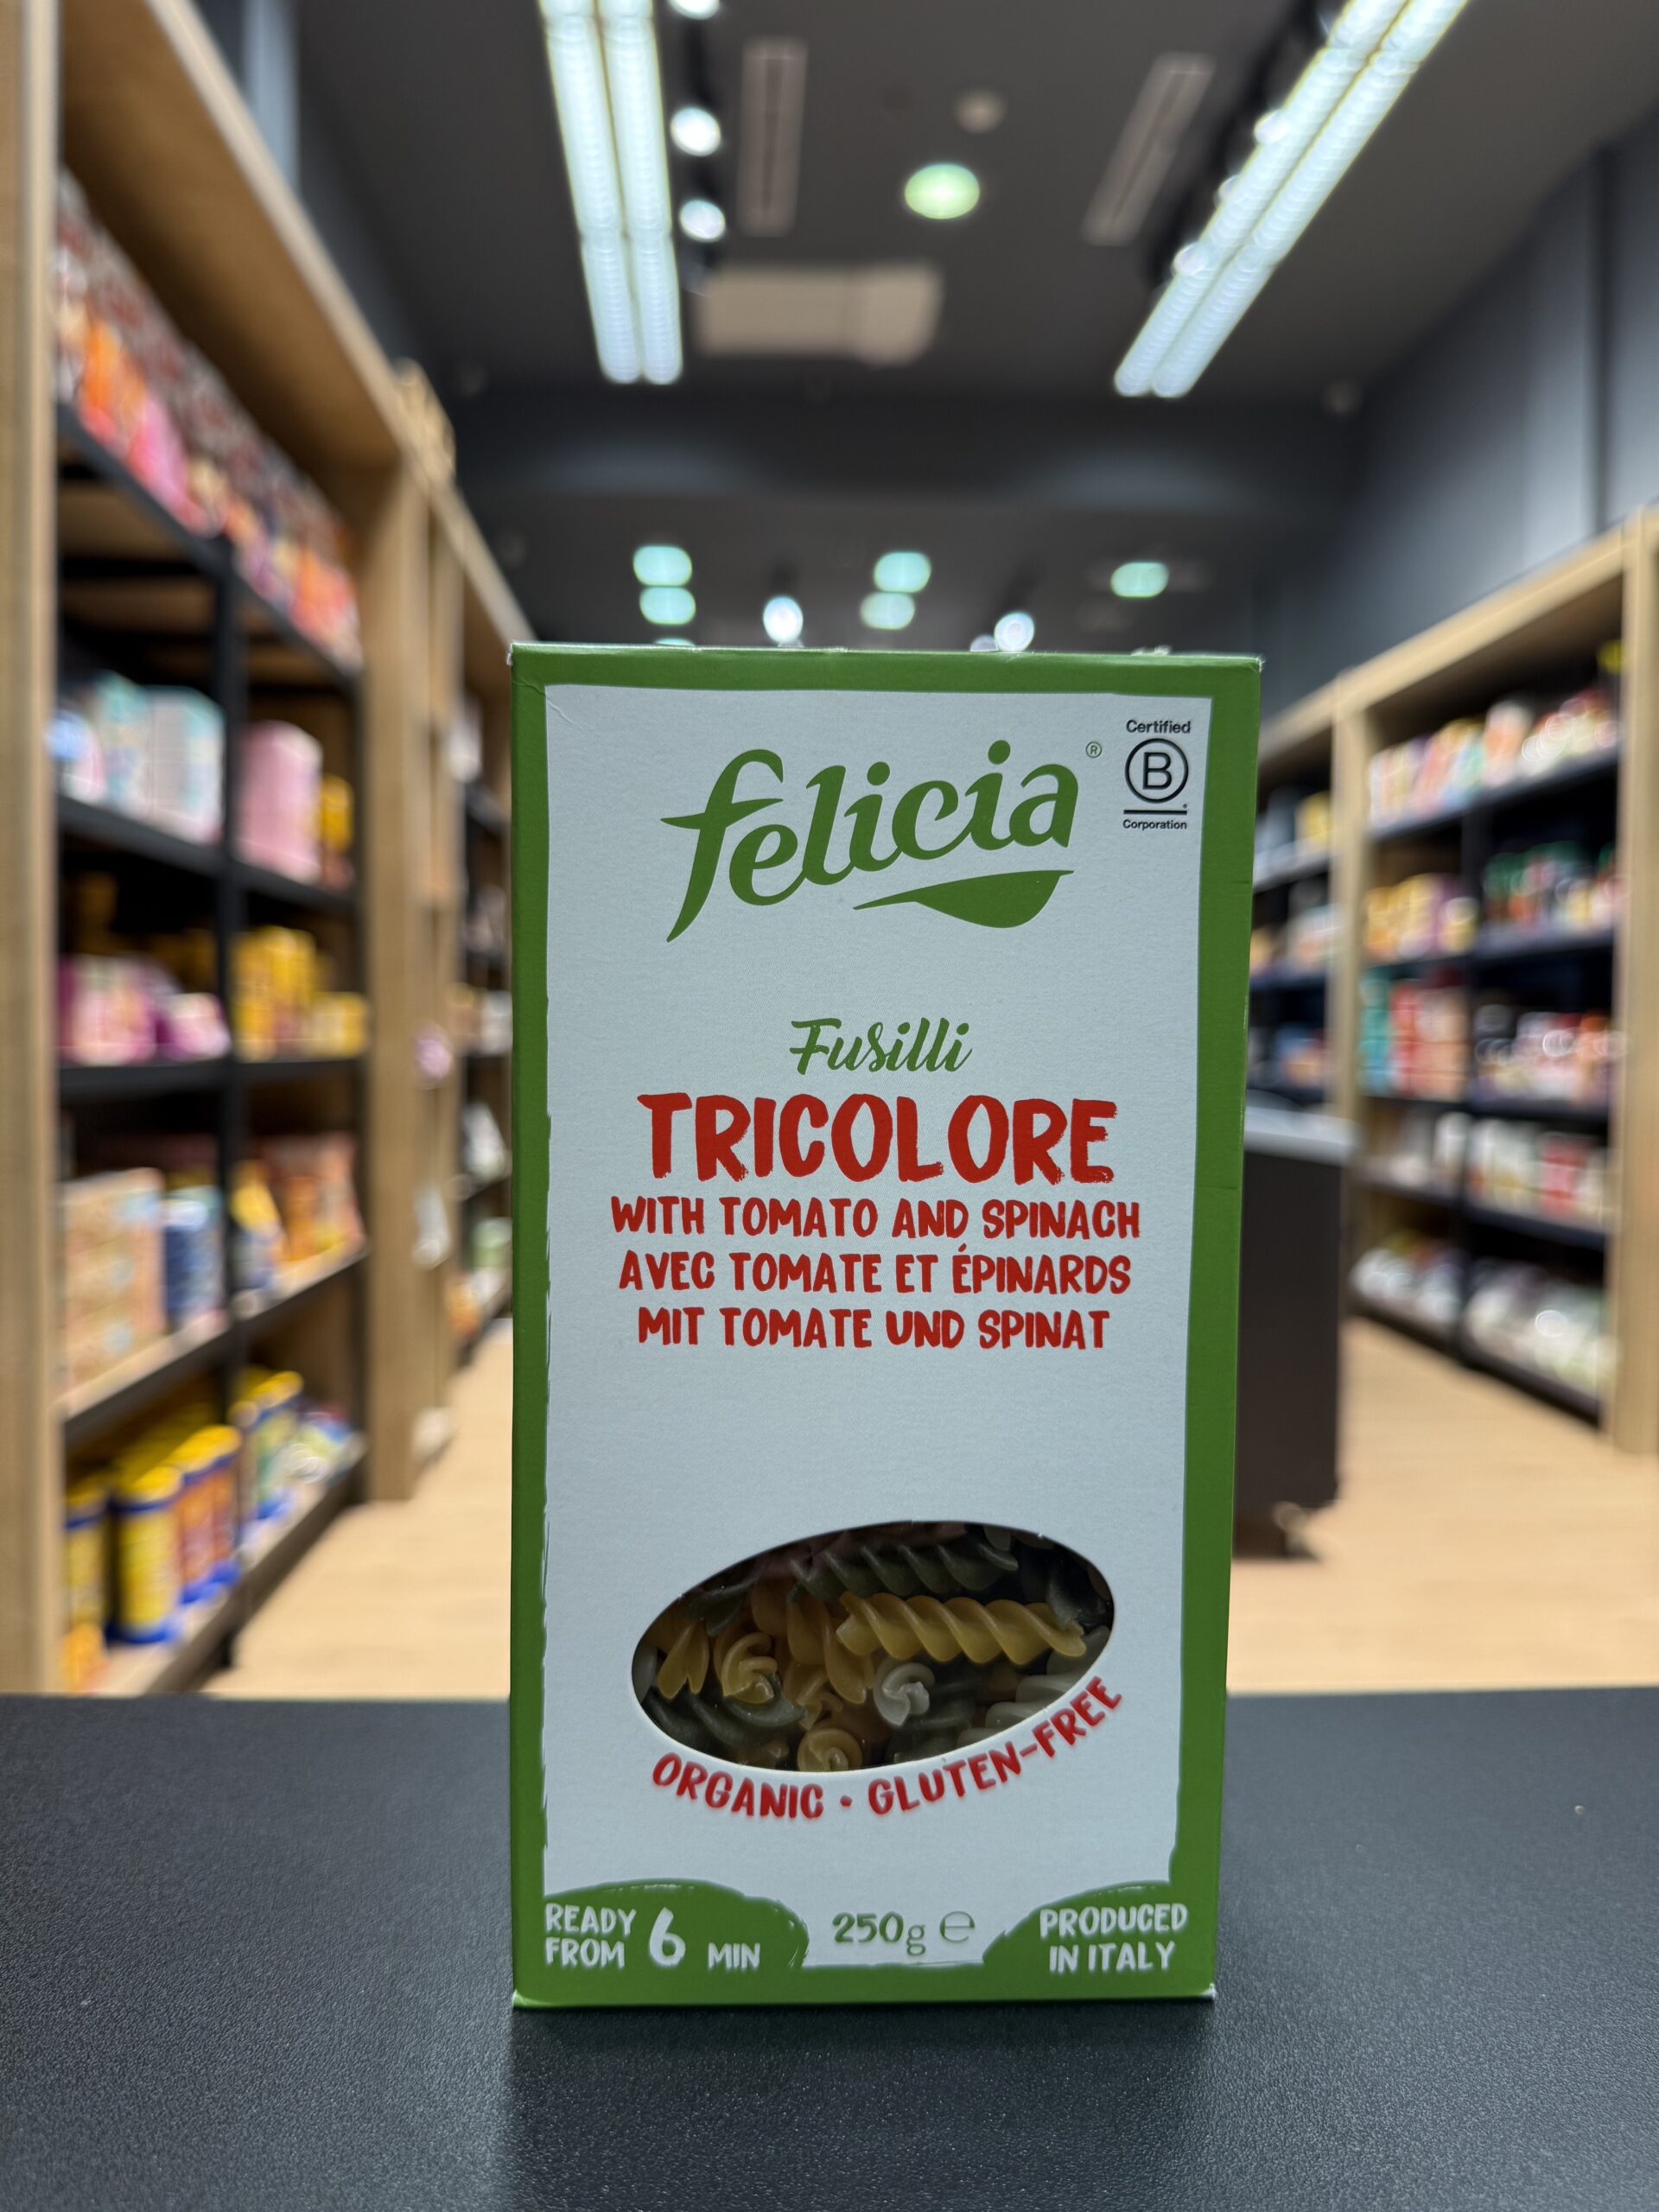 felicia®
Certified
B
Corporation
Fusilli
TRICOLORE
WITH TOMATO AND SPINACH
AVEC TOMATE ET ÉPINARDS
MIT TOMATE UND SPINAT
ORGANIC • GLUTEN-FREE
READY FROM 6 MIN
250g ℮
PRODUCED
IN ITALY